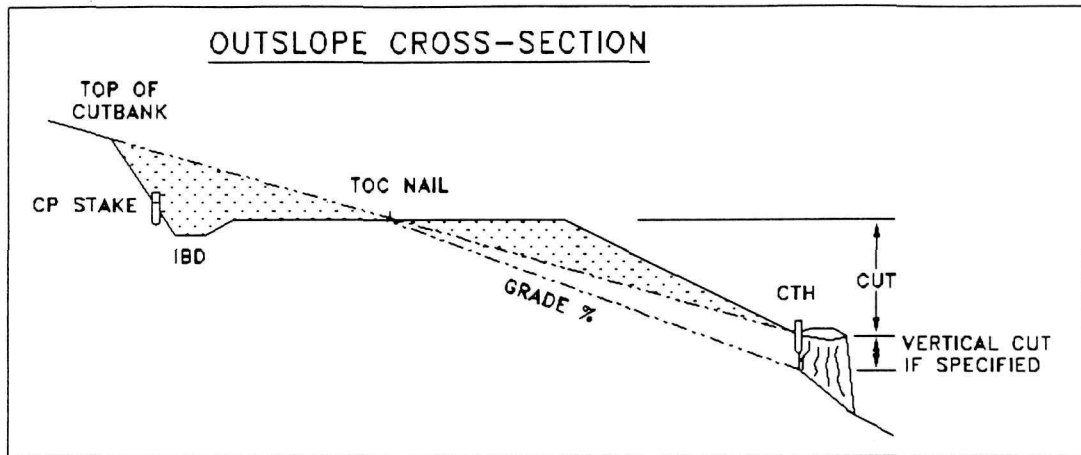 OUTSLOPE CROSS-SECTION
TOP OF
CUTBANK
TOC NAIL
CP STAKE
IBD
GRADE %
CTH
CUT
VERTICAL CUT
IF SPECIFIED